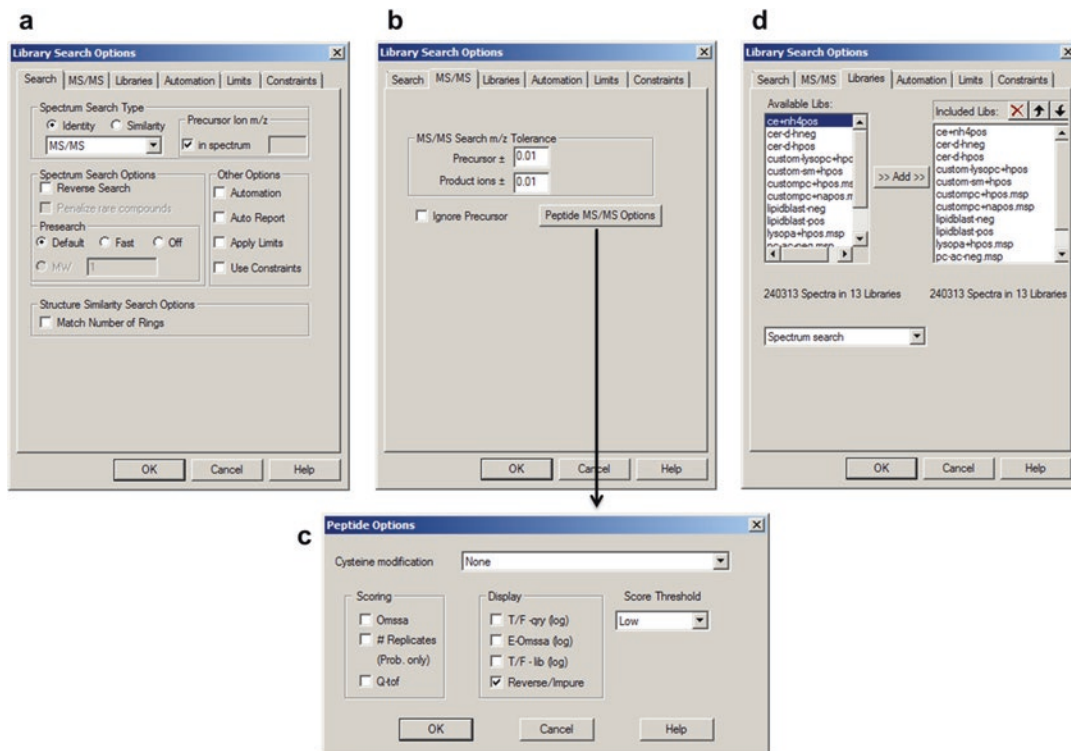 a
Library Search Options
Search MS/MS Libraries Automation Limits Constraints
Spectrum Search Type
Identity Similarity
MS/MS
Precursor Ion m/z
in spectrum
Spectrum Search Options
Reverse Search
Penalize rare compounds
Presearch
Default Fast Off
MW 1
Other Options
Automation
Auto Report
Apply Limits
Use Constraints
Structure Similarity Search Options
Match Number of Rings
OK Cancel Help
b
Library Search Options
Search MS/MS Libraries Automation Limits Constraints
MS/MS Search m/z Tolerance
Precursor ± 0.01
Product ions ± 0.01
Ignore Precursor Peptide MS/MS Options
OK Cancel Help
c
Peptide Options
Cysteine modification None
Scoring
Omssa
# Replicates
(Prob. only)
Q-tof
Display
T/F -qry (log)
E-Omssa (log)
T/F - lib (log)
Reverse/Impure
Score Threshold
Low
OK Cancel Help
d
Library Search Options
Search MS/MS Libraries Automation Limits Constraints
Available Libs:
ce+nh4pos
cer-d-hneg
cer-d-hpos
custom-lysopc+hpc
custom-sm+hpos
custompc+hpos.ms
custompc+napos.m
lipidblast-neg
lipidblast-pos
lysopa+hpos.msp
pc-ac-neg.msp
>> Add >>
Included Libs:
ce+nh4pos
cer-d-hneg
cer-d-hpos
custom-lysopc+hpos
custom-sm+hpos
custompc+hpos.msp
custompc+napos.msp
lipidblast-neg
lipidblast-pos
lysopa+hpos.msp
pc-ac-neg.msp
240313 Spectra in 13 Libraries
240313 Spectra in 13 Libraries
Spectrum search
OK Cancel Help